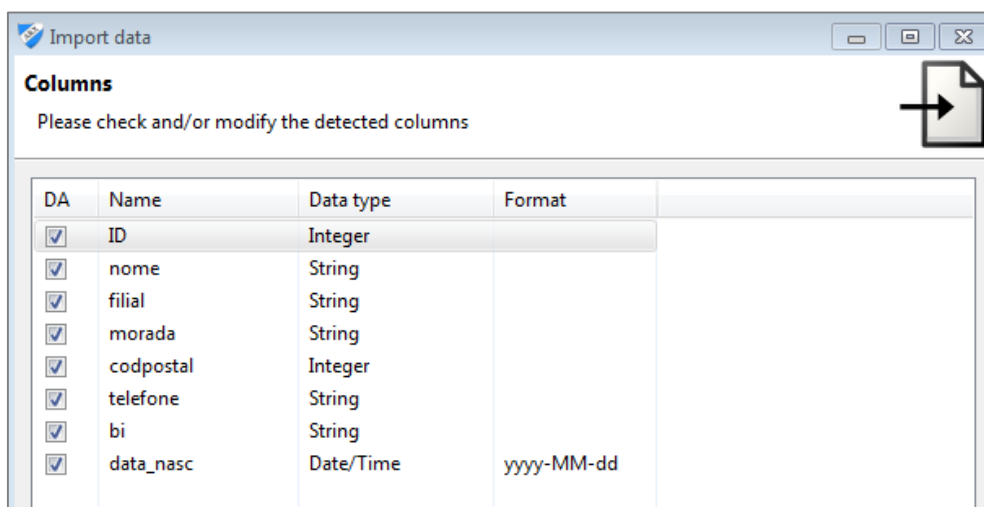 Import data
Columns
Please check and/or modify the detected columns
DA Name Data type Format
ID Integer
nome String
filial String
morada String
codpostal Integer
telefone String
bi String
data_nasc Date/Time yyyy-MM-dd